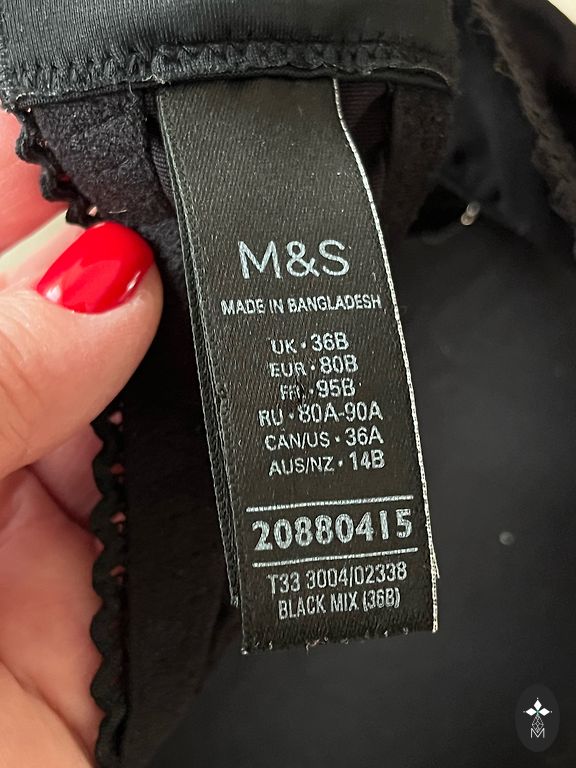 M&S
MADE IN BANGLADESH
UK • 36B
EUR • 80B
FR • 95B
RU • 80A-90A
CAN/US • 36A
AUS/NZ • 14B
20880415
T33 3004/02338
BLACK MIX (36B)
M